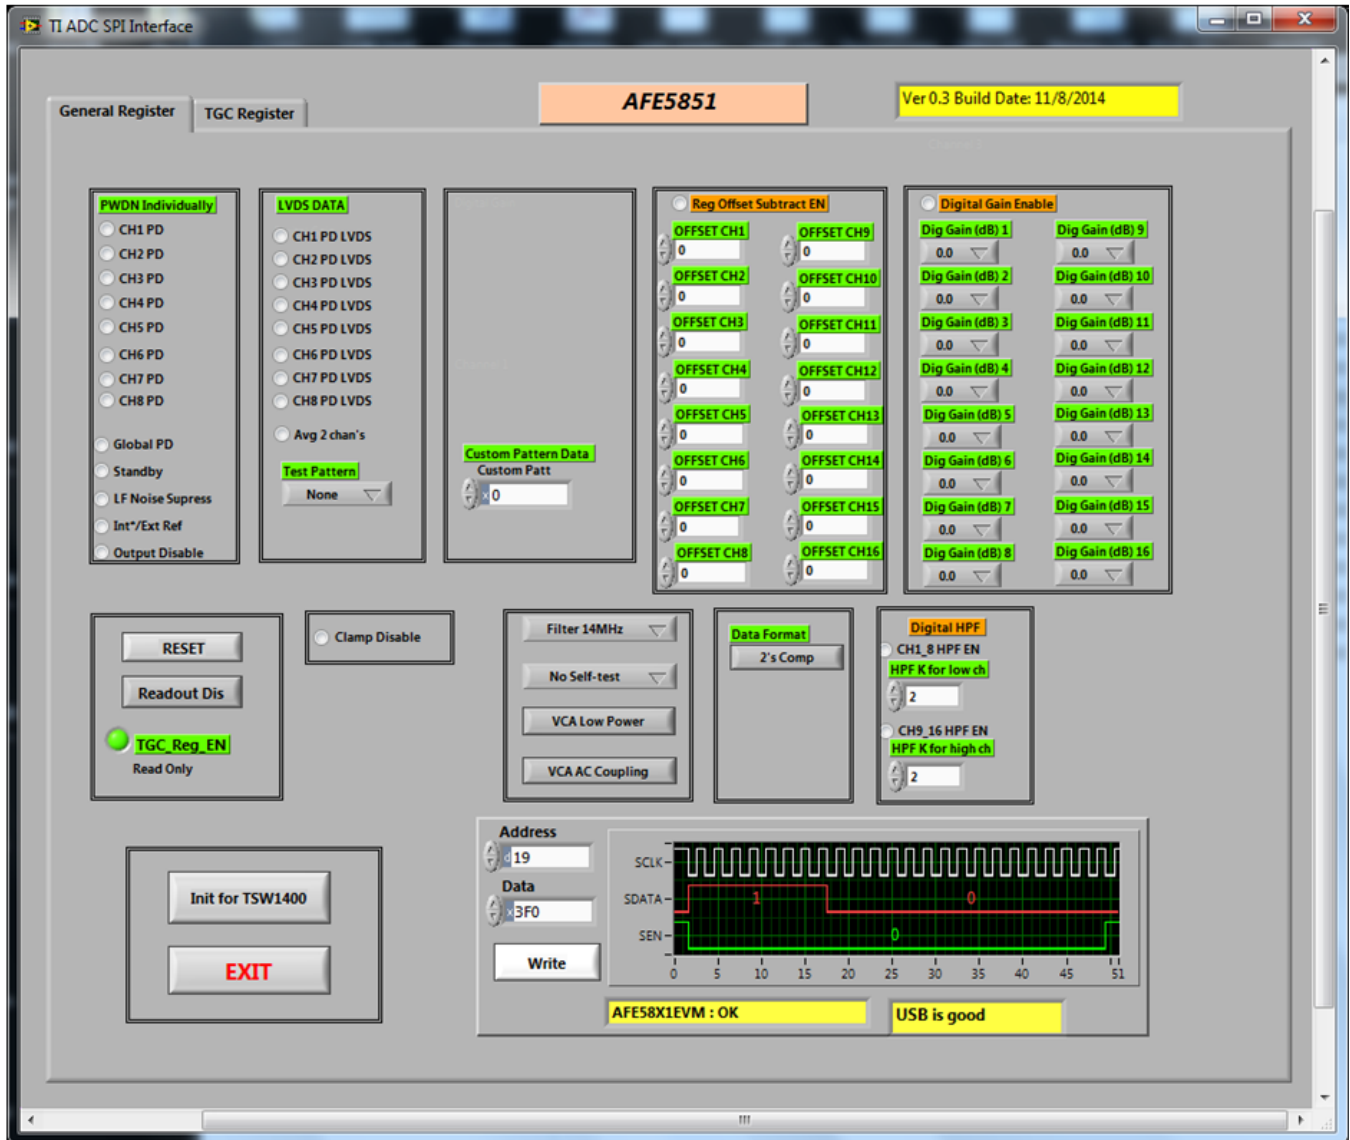 TI ADC SPI Interface
General Register
TGC Register
AFE5851
Ver 0.3 Build Date: 11/8/2014
PWDN Individually
CH1 PD
CH2 PD
CH3 PD
CH4 PD
CH5 PD
CH6 PD
CH7 PD
CH8 PD
Global PD
Standby
LF Noise Supress
Int*/Ext Ref
Output Disable
LVDS DATA
CH1 PD LVDS
CH2 PD LVDS
CH3 PD LVDS
CH4 PD LVDS
CH5 PD LVDS
CH6 PD LVDS
CH7 PD LVDS
CH8 PD LVDS
Avg 2 chan's
Test Pattern
None
Custom Pattern Data
Custom Patt
x 0
Reg Offset Subtract EN
OFFSET CH1
0
OFFSET CH2
0
OFFSET CH3
0
OFFSET CH4
0
OFFSET CH5
0
OFFSET CH6
0
OFFSET CH7
0
OFFSET CH8
0
OFFSET CH9
0
OFFSET CH10
0
OFFSET CH11
0
OFFSET CH12
0
OFFSET CH13
0
OFFSET CH14
0
OFFSET CH15
0
OFFSET CH16
0
Digital Gain Enable
Dig Gain (dB) 1
0.0
Dig Gain (dB) 2
0.0
Dig Gain (dB) 3
0.0
Dig Gain (dB) 4
0.0
Dig Gain (dB) 5
0.0
Dig Gain (dB) 6
0.0
Dig Gain (dB) 7
0.0
Dig Gain (dB) 8
0.0
Dig Gain (dB) 9
0.0
Dig Gain (dB) 10
0.0
Dig Gain (dB) 11
0.0
Dig Gain (dB) 12
0.0
Dig Gain (dB) 13
0.0
Dig Gain (dB) 14
0.0
Dig Gain (dB) 15
0.0
Dig Gain (dB) 16
0.0
RESET
Readout Dis
TGC_Reg_EN
Read Only
Clamp Disable
Filter 14MHz
No Self-test
VCA Low Power
VCA AC Coupling
Data Format
2's Comp
Digital HPF
CH1_8 HPF EN
HPF K for low ch
2
CH9_16 HPF EN
HPF K for high ch
2
Init for TSW1400
EXIT
Address
d 19
Data
x 3F0
Write
SCLK
SDATA
1 0
SEN
0
0 5 10 15 20 25 30 35 40 45 51
AFE58X1EVM : OK
USB is good